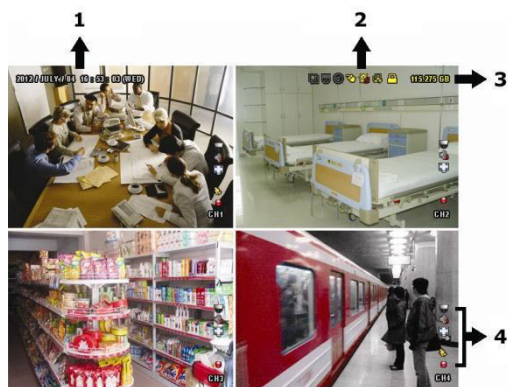 1 2
2012 / JULY / 04 16 : 53 : 03 (WED) 115.275 GB 3
CH1 CH2
CH3 CH4
4